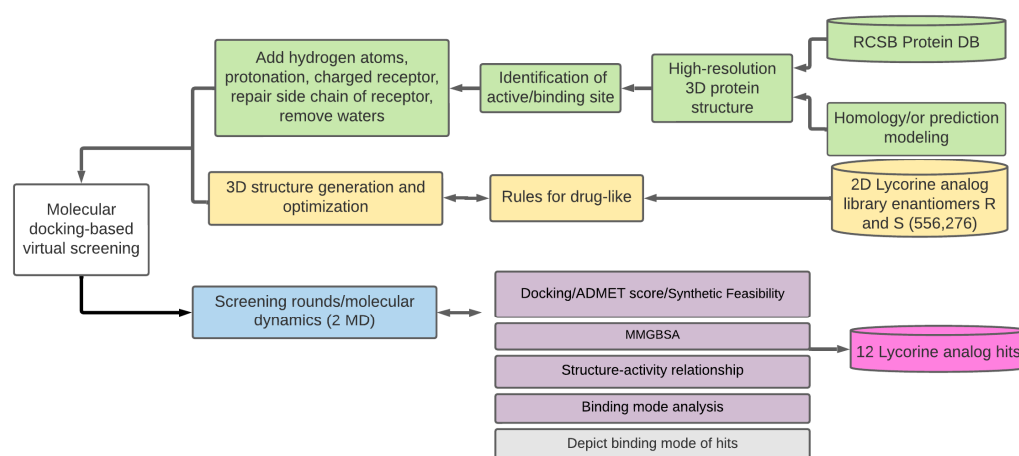 RCSB Protein DB
Add hydrogen atoms,
protonation, charged receptor,
repair side chain of receptor,
remove waters
Identification of
active/binding site
High-resolution
3D protein
structure
Homology/or prediction
modeling
3D structure generation and
optimization
Rules for drug-like
2D Lycorine analog
library enantiomers R
and S (556,276)
Molecular
docking-based
virtual screening
Screening rounds/molecular
dynamics (2 MD)
Docking/ADMET score/Synthetic Feasibility
MMGBSA
Structure-activity relationship
Binding mode analysis
Depict binding mode of hits
12 Lycorine analog hits